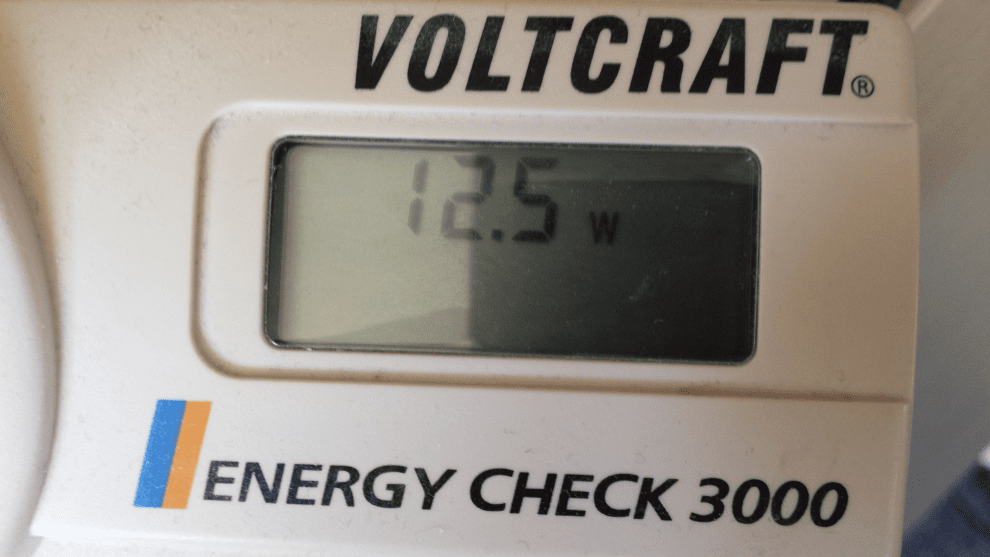 VOLTCRAFT®
12.5 W
ENERGY CHECK 3000